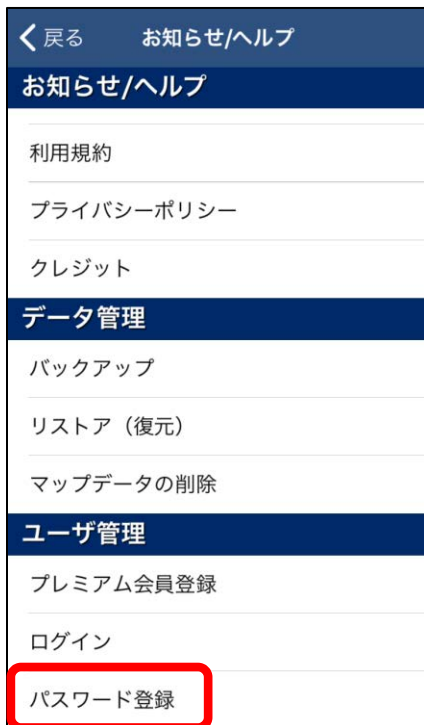 戻る お知らせ/ヘルプ
お知らせ/ヘルプ
利用規約
プライバシーポリシー
クレジット
データ管理
バックアップ
リストア（復元）
マップデータの削除
ユーザ管理
プレミアム会員登録
ログイン
パスワード登録